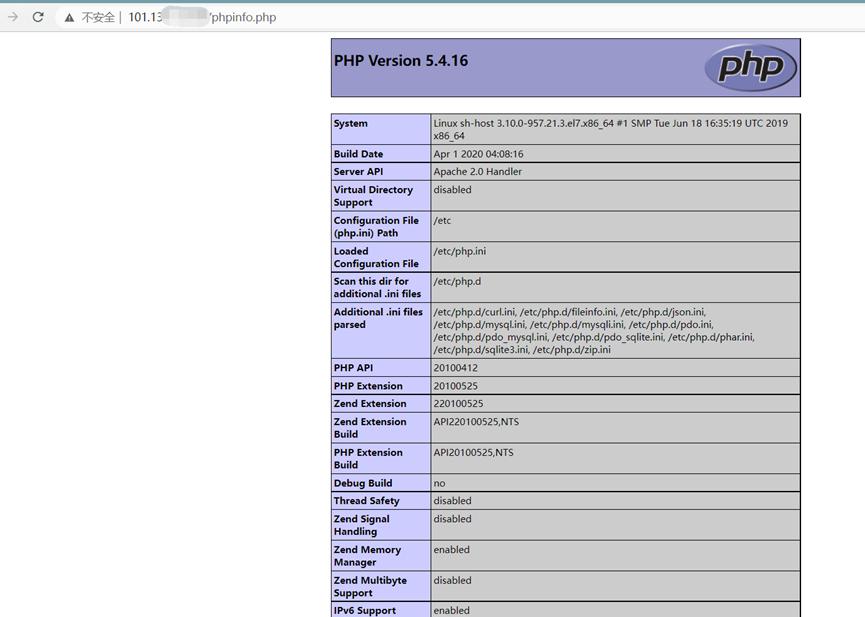 不安全 | 101.13 /phpinfo.php
PHP Version 5.4.16
php
System
Linux sh-host 3.10.0-957.21.3.el7.x86_64 #1 SMP Tue Jun 18 16:35:19 UTC 2019
x86_64
Build Date
Apr 1 2020 04:08:16
Server API
Apache 2.0 Handler
Virtual Directory
Support
disabled
Configuration File
(php.ini) Path
/etc
Loaded
Configuration File
/etc/php.ini
Scan this dir for
additional .ini files
/etc/php.d
Additional .ini files
parsed
/etc/php.d/curl.ini, /etc/php.d/fileinfo.ini, /etc/php.d/json.ini,
/etc/php.d/mysql.ini, /etc/php.d/mysqli.ini, /etc/php.d/pdo.ini,
/etc/php.d/pdo_mysql.ini, /etc/php.d/pdo_sqlite.ini, /etc/php.d/phar.ini,
/etc/php.d/sqlite3.ini, /etc/php.d/zip.ini
PHP API
20100412
PHP Extension
20100525
Zend Extension
220100525
Zend Extension
Build
API220100525,NTS
PHP Extension
Build
API20100525,NTS
Debug Build
no
Thread Safety
disabled
Zend Signal
Handling
disabled
Zend Memory
Manager
enabled
Zend Multibyte
Support
disabled
IPv6 Support
enabled